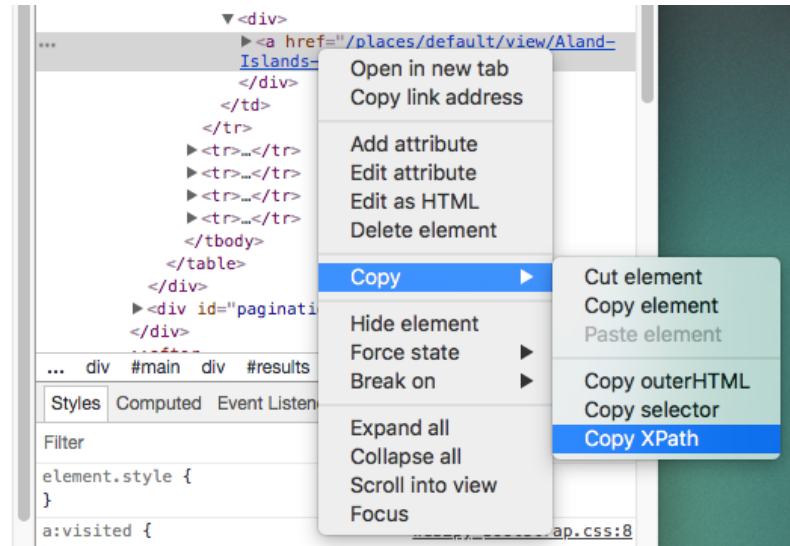 ▼<div>
... ▶<a href="/places/default/view/Aland-
Islands-
</div>
</td>
</tr>
▶<tr>…</tr>
▶<tr>…</tr>
▶<tr>…</tr>
▶<tr>…</tr>
</tbody>
</table>
</div>
▶<div id="paginati
</div>
::after
... div #main div #results
Styles Computed Event Listen
Filter
element.style {
}
a:visited {
ap.css:8
Open in new tab
Copy link address
Add attribute
Edit attribute
Edit as HTML
Delete element
Copy ▶
Hide element
Force state ▶
Break on ▶
Expand all
Collapse all
Scroll into view
Focus
Cut element
Copy element
Paste element
Copy outerHTML
Copy selector
Copy XPath